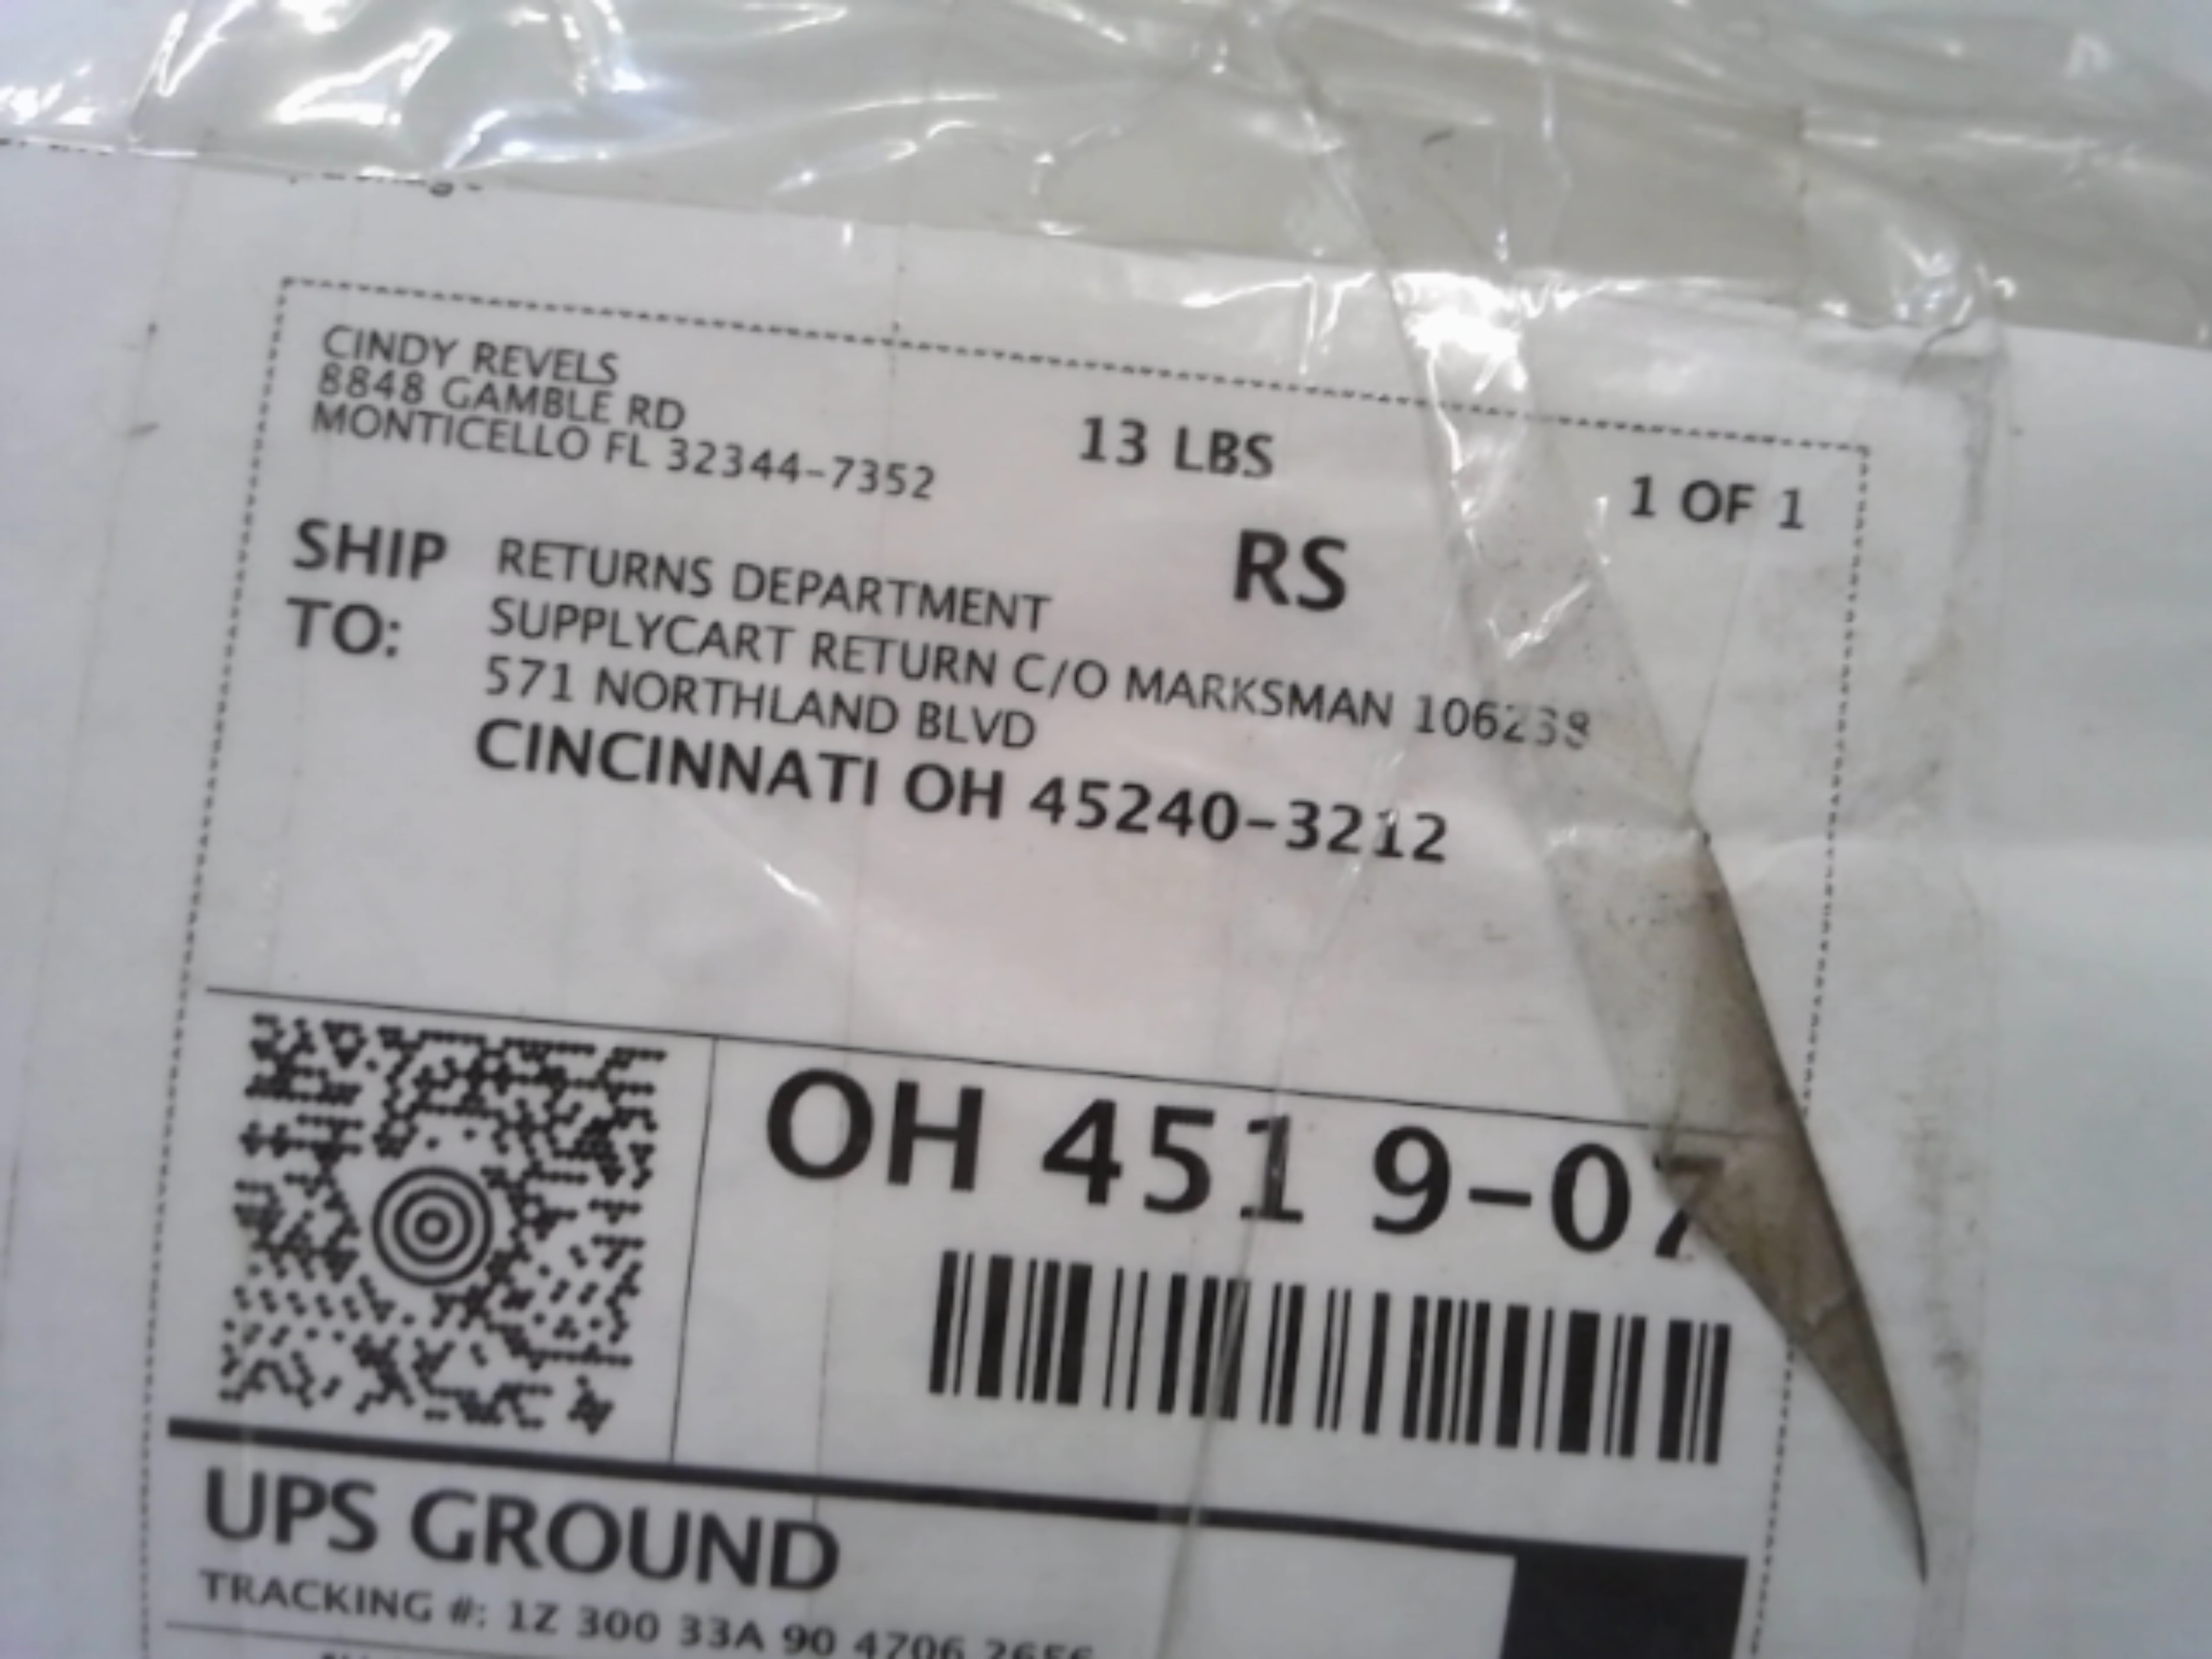 CINDY REVELS
8848 GAMBLE RD
MONTICELLO FL 32344-7352
13 LBS
1 OF 1
RS
SHIP TO:
RETURNS DEPARTMENT
SUPPLYCART RETURN C/O MARKSMAN
571 NORTHLAND BLVD
CINCINNATI OH 45240-3212
OH 451 9-07
UPS GROUND
TRACKING #: 1Z 300 33A 90 4706